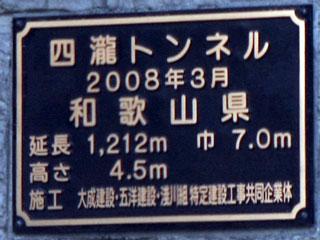 四瀧トンネル
2008年3月
和歌山県
延長 1,212m 巾 7.0m
高さ 4.5m
施工 大成建設・五洋建設・淺川組 特定建設工事共同企業体